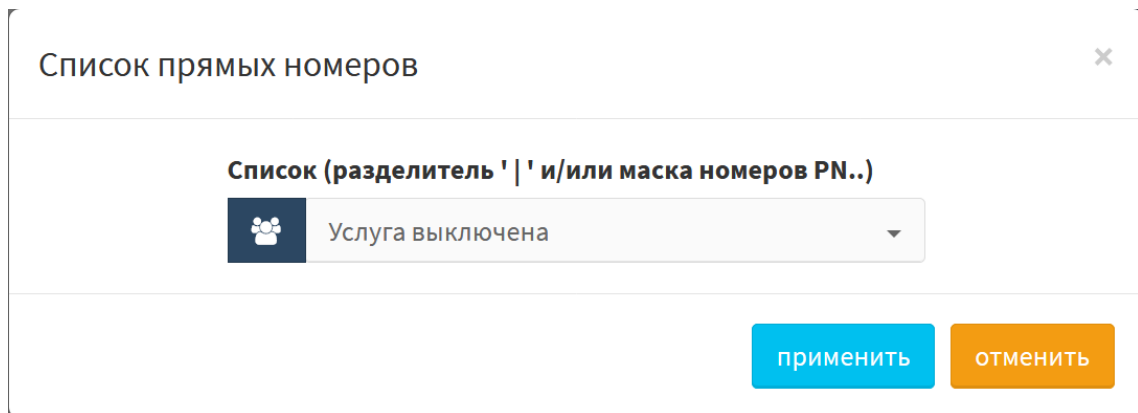 Список прямых номеров
×
Список (разделитель ' | ' и/или маска номеров PN..)
Услуга выключена
применить отменить